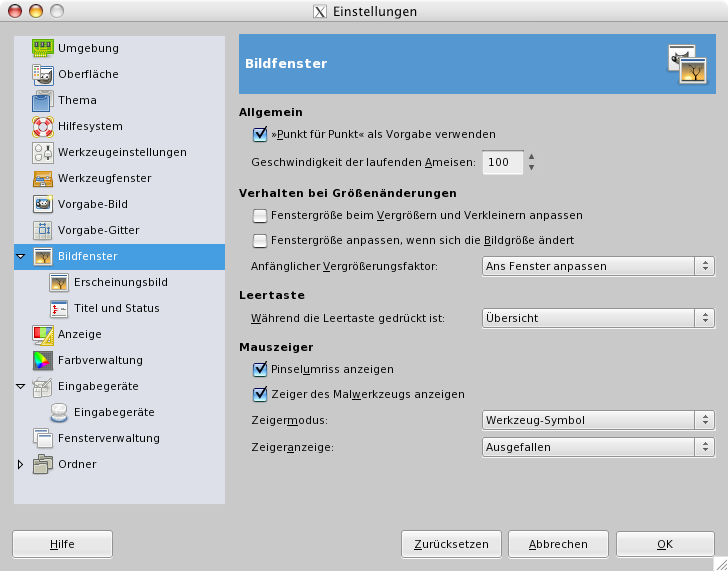 Einstellungen
Umgebung
Oberfläche
Thema
Hilfesystem
Werkzeugeinstellungen
Werkzeugfenster
Vorgabe-Bild
Vorgabe-Gitter
Bildfenster
Erscheinungsbild
Titel und Status
Anzeige
Farbverwaltung
Eingabegeräte
Eingabegeräte
Fensterverwaltung
Ordner
Bildfenster
Allgemein
»Punkt für Punkt« als Vorgabe verwenden
Geschwindigkeit der laufenden Ameisen: 100
Verhalten bei Größenänderungen
Fenstergröße beim Vergrößern und Verkleinern anpassen
Fenstergröße anpassen, wenn sich die Bildgröße ändert
Anfänglicher Vergrößerungsfaktor: Ans Fenster anpassen
Leertaste
Während die Leertaste gedrückt ist: Übersicht
Mauszeiger
Pinselumriss anzeigen
Zeiger des Malwerkzeugs anzeigen
Zeigermodus: Werkzeug-Symbol
Zeigeranzeige: Ausgefallen
Hilfe Zurücksetzen Abbrechen OK